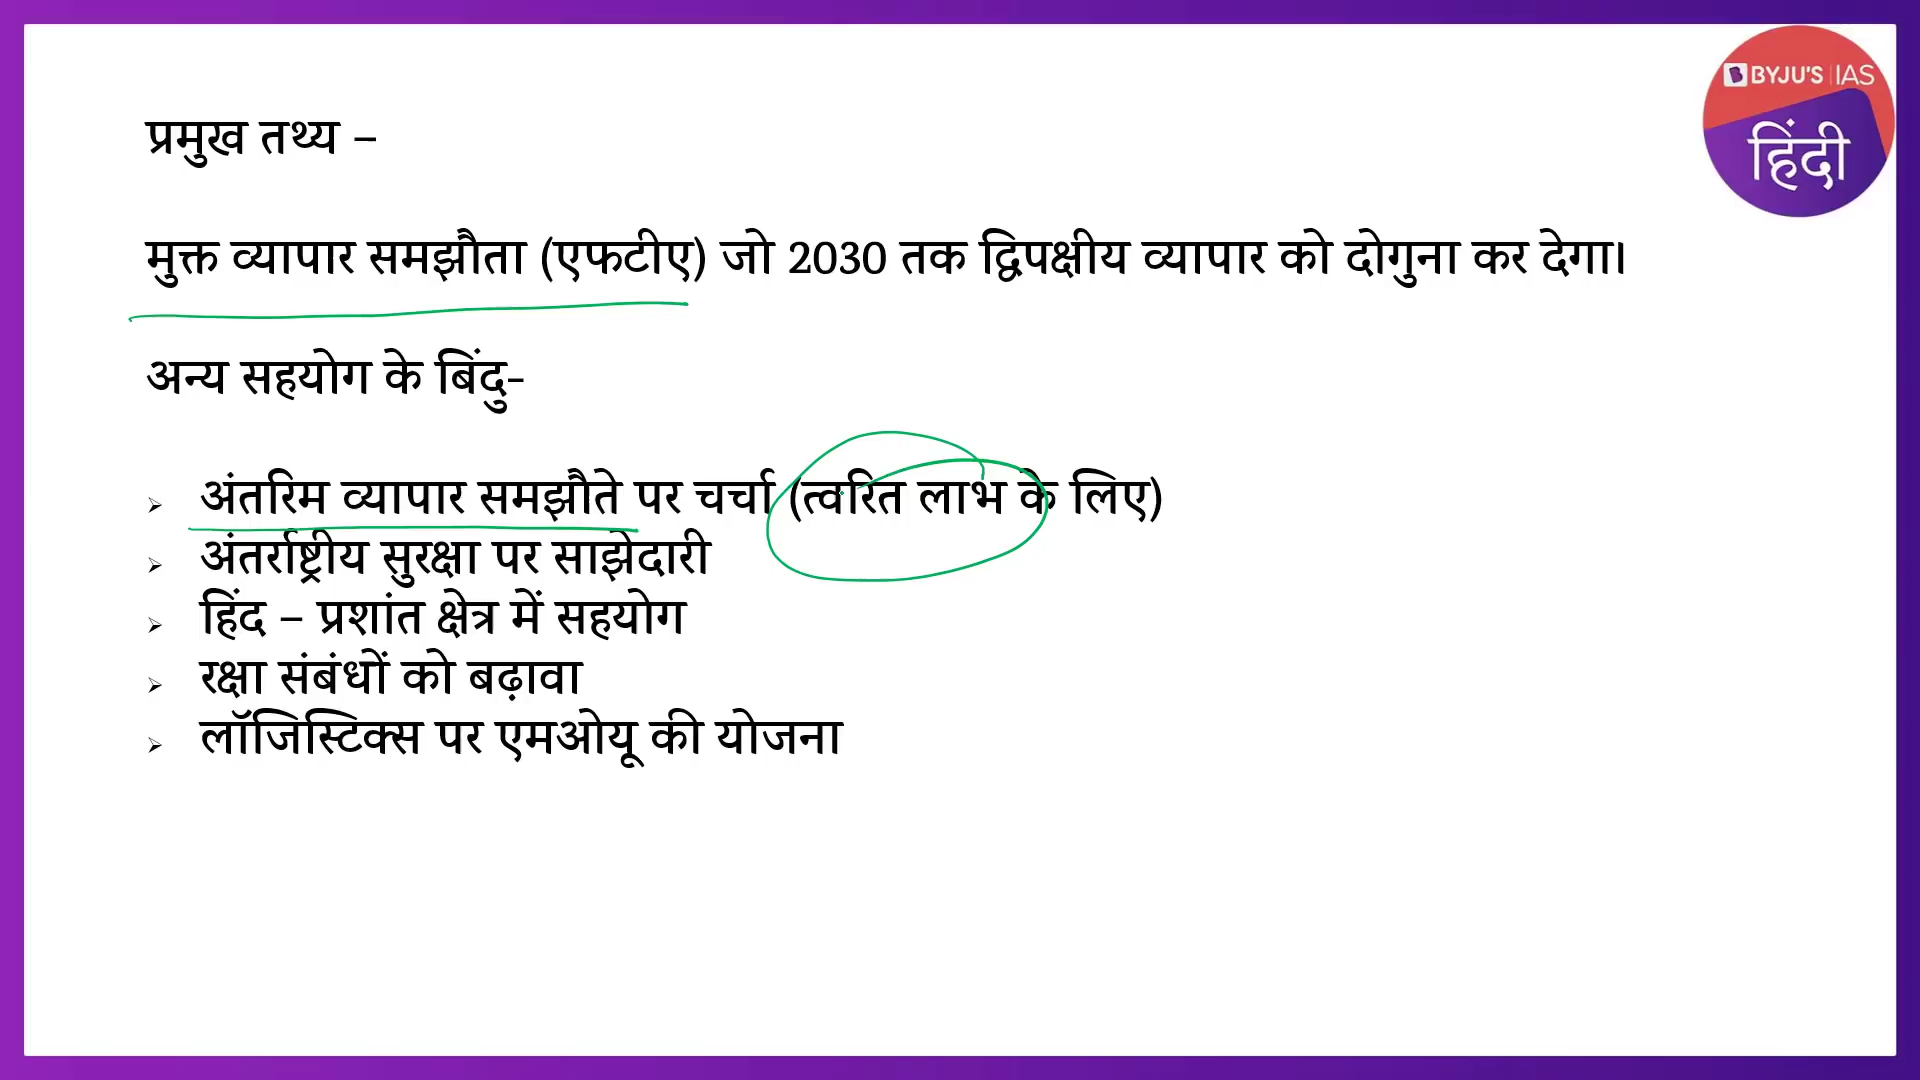 BYJU'S IAS
हिंदी
प्रमुख तथ्य –
मुक्त व्यापार समझौता (एफटीए) जो 2030 तक द्विपक्षीय व्यापार को दोगुना कर देगा।
अन्य सहयोग के बिंदु-
➢ अंतरिम व्यापार समझौते पर चर्चा (त्वरित लाभ के लिए)
➢ अंतर्राष्ट्रीय सुरक्षा पर साझेदारी
➢ हिंद – प्रशांत क्षेत्र में सहयोग
➢ रक्षा संबंधों को बढ़ावा
➢ लॉजिस्टिक्स पर एमओयू की योजना